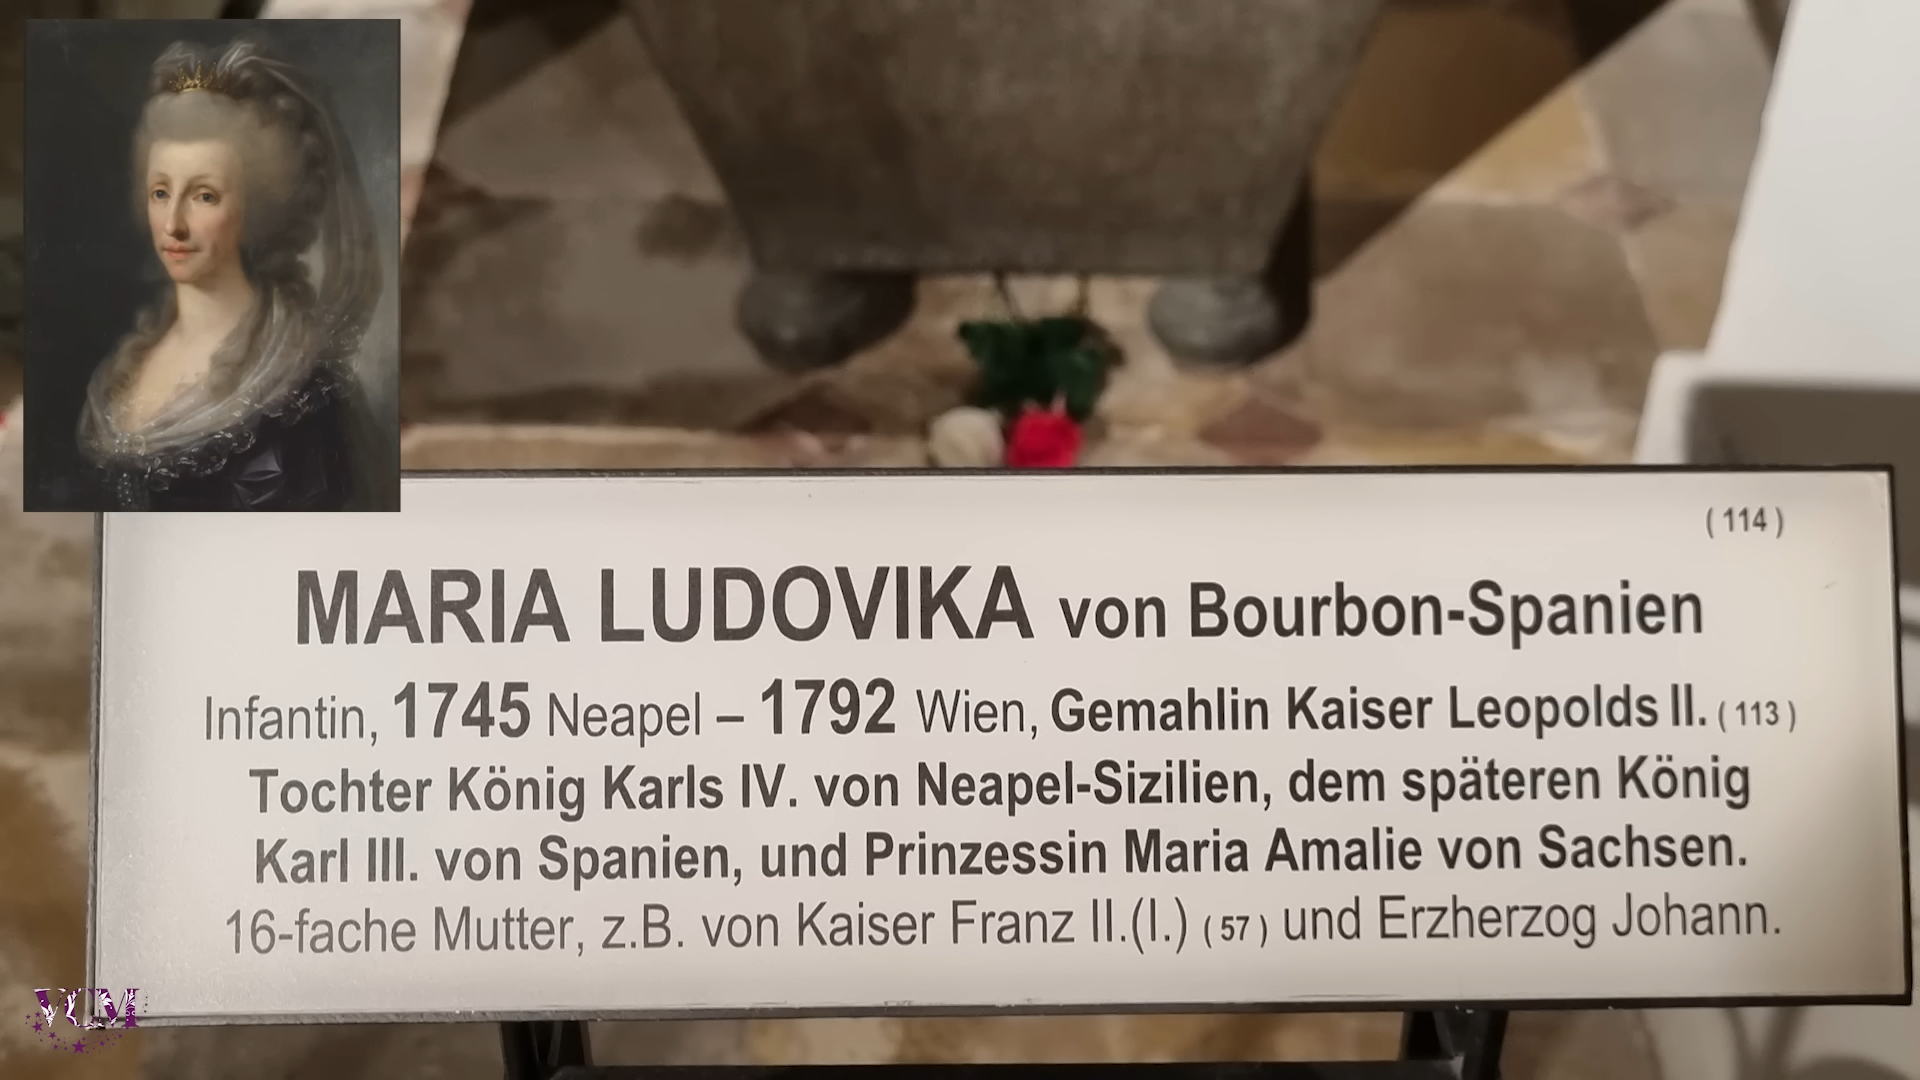 ( 114 )
MARIA LUDOVIKA von Bourbon-Spanien
Infantin, 1745 Neapel – 1792 Wien, Gemahlin Kaiser Leopolds II. ( 113 )
Tochter König Karls IV. von Neapel-Sizilien, dem späteren König
Karl III. von Spanien, und Prinzessin Maria Amalie von Sachsen.
16-fache Mutter, z.B. von Kaiser Franz II.(I.) ( 57 ) und Erzherzog Johann.
VCM